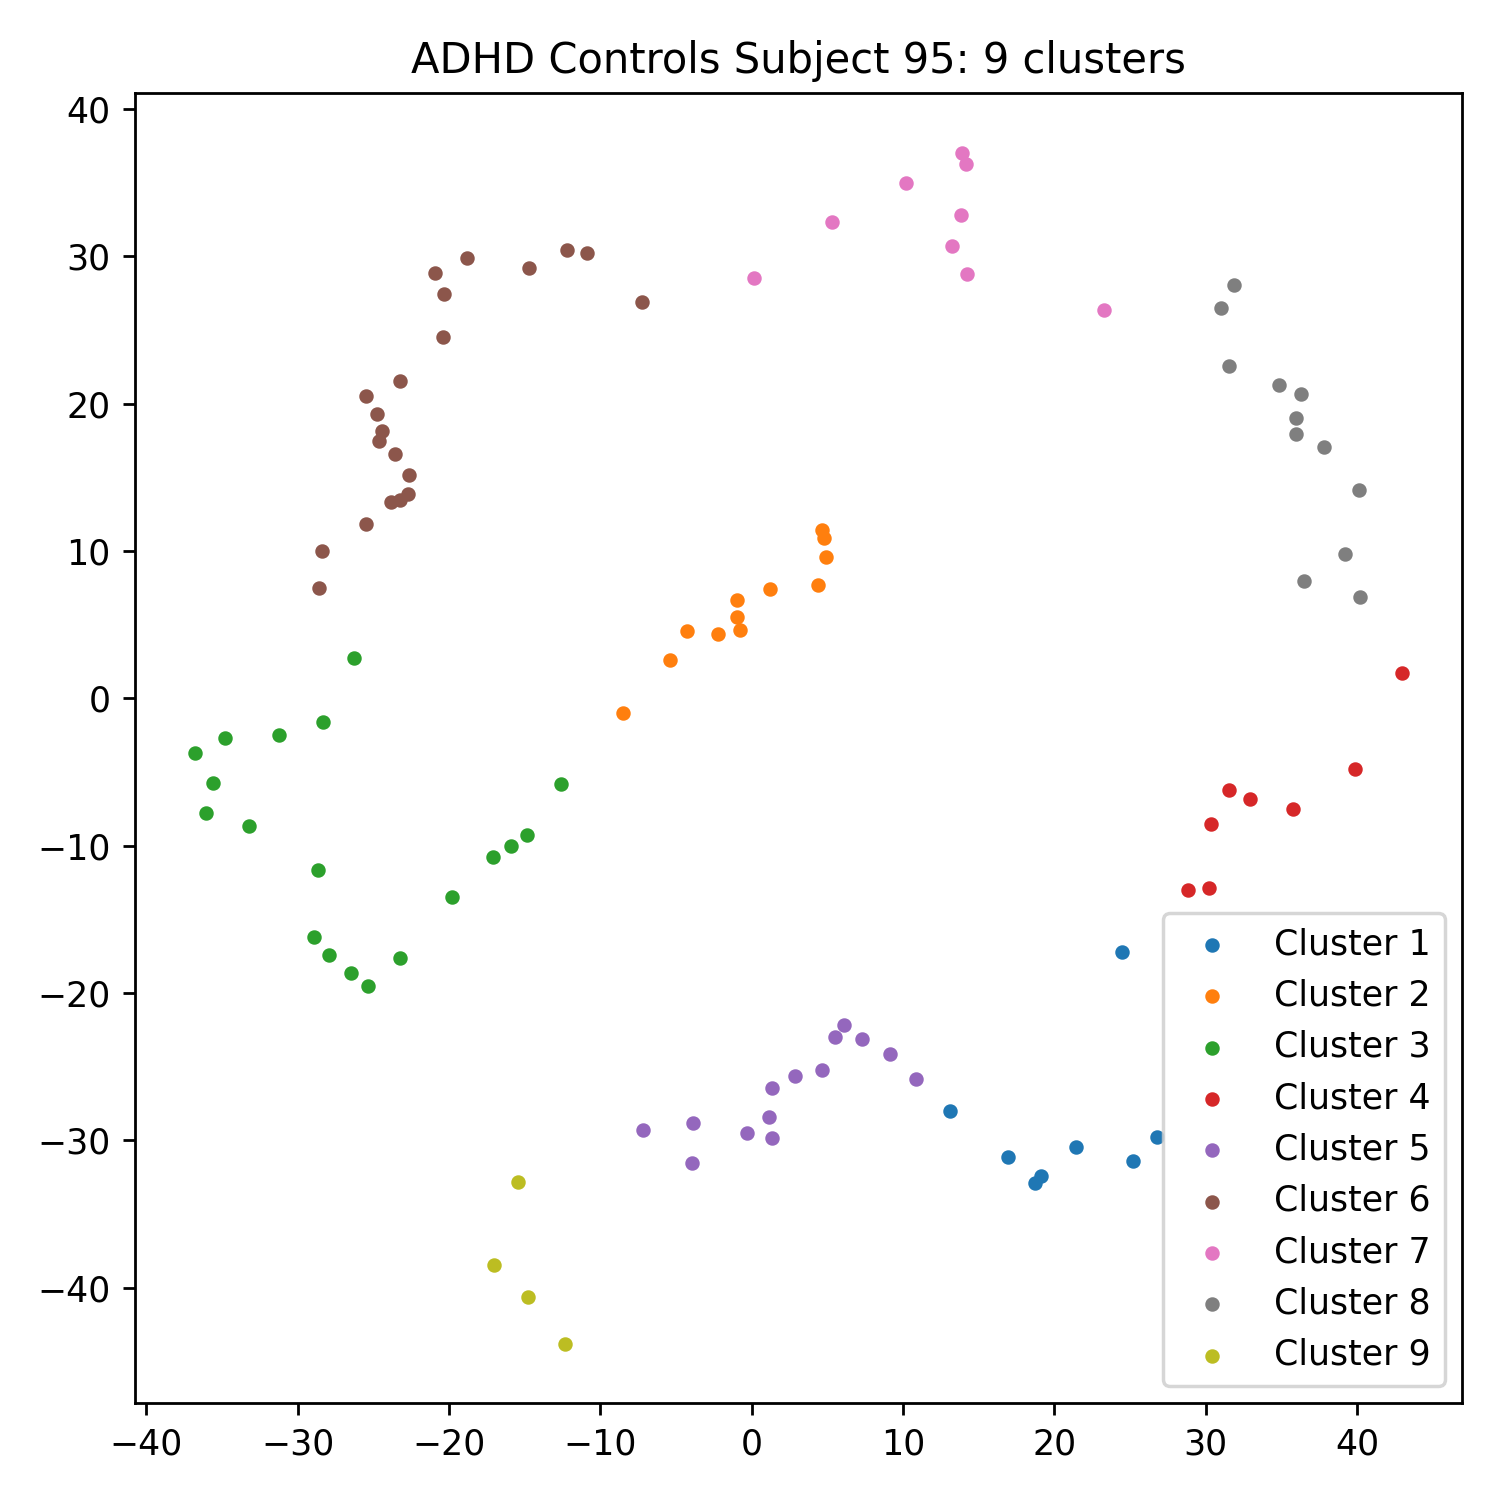 ADHD Controls Subject 95: 9 clusters
40
30
20
10
0
−10
−20
−30
−40
Cluster 1
Cluster 2
Cluster 3
Cluster 4
Cluster 5
Cluster 6
Cluster 7
Cluster 8
Cluster 9
−40 −30 −20 −10 0 10 20 30 40